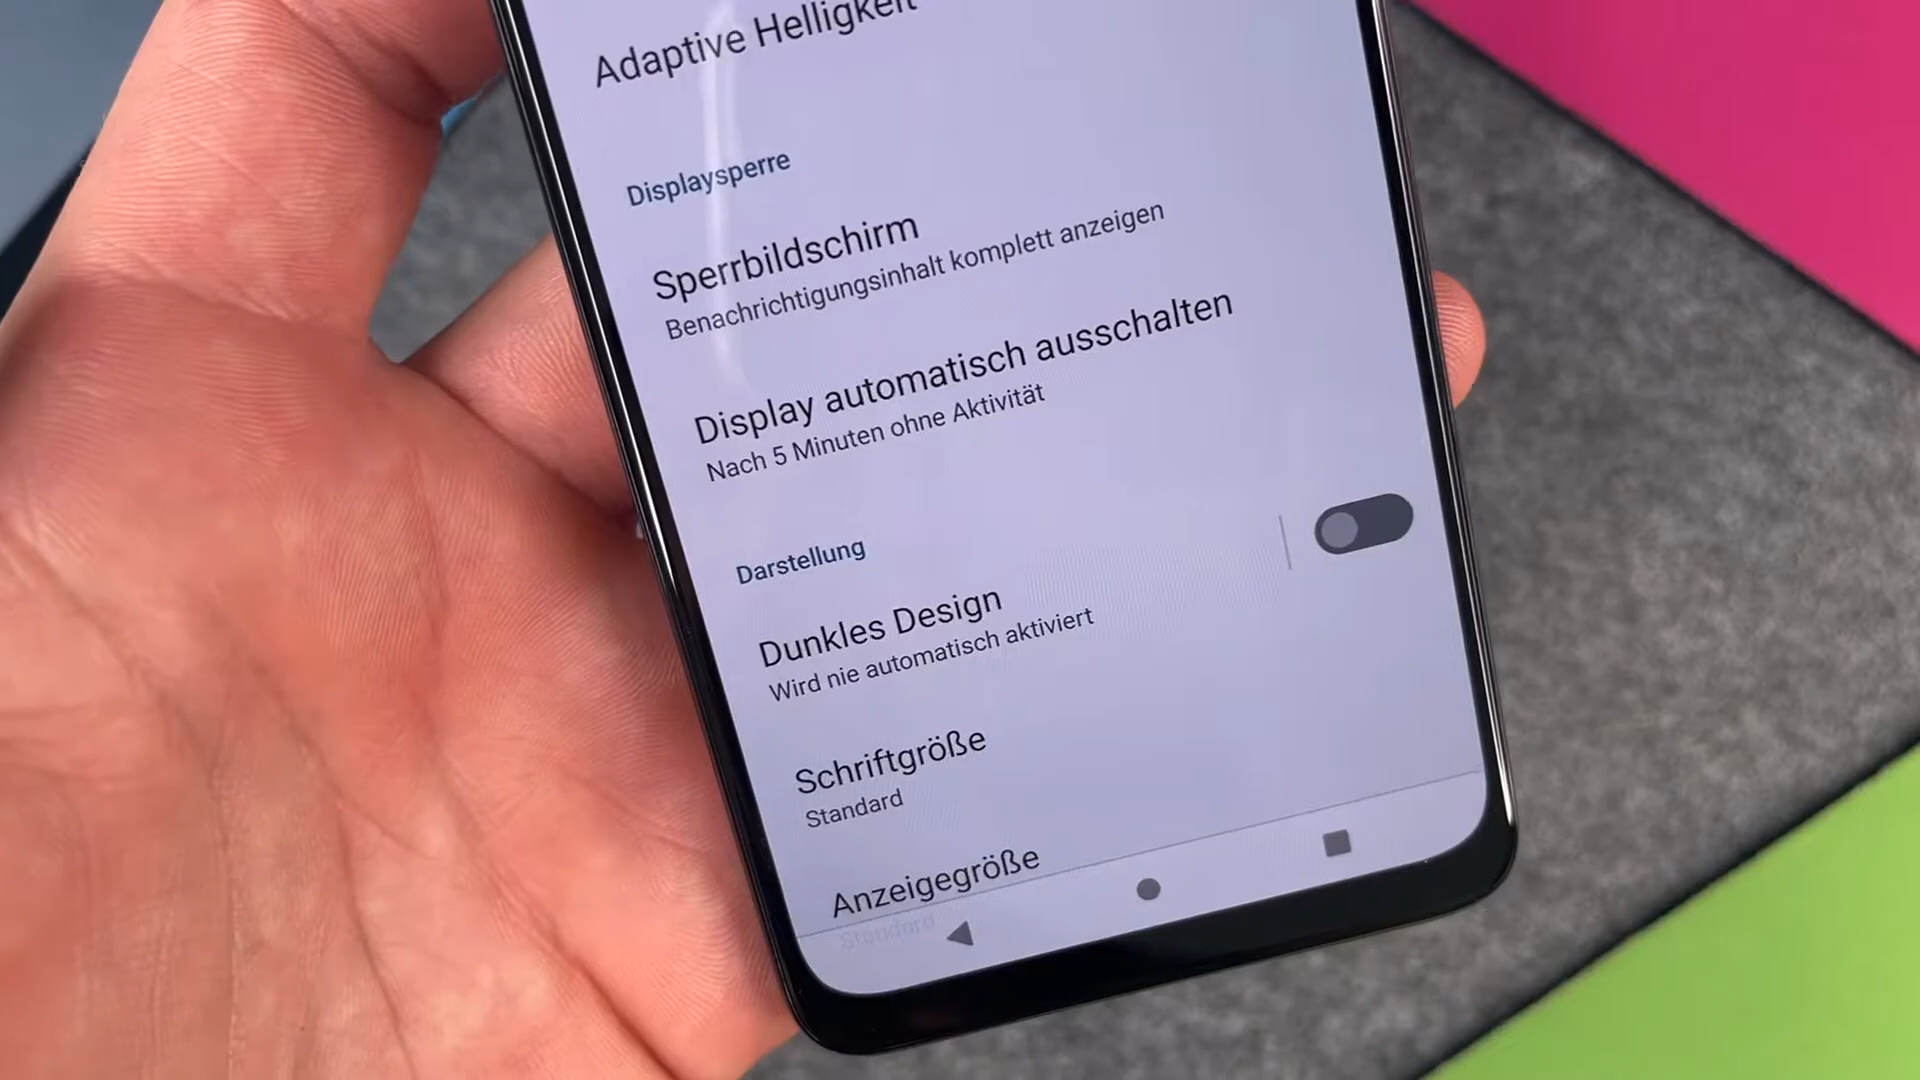 Adaptive Helligkeit
Displaysperre
Sperrbildschirm
Benachrichtigungsinhalt komplett anzeigen
Display automatisch ausschalten
Nach 5 Minuten ohne Aktivität
Darstellung
Dunkles Design
Wird nie automatisch aktiviert
Schriftgröße
Standard
Anzeigegröße
Standard